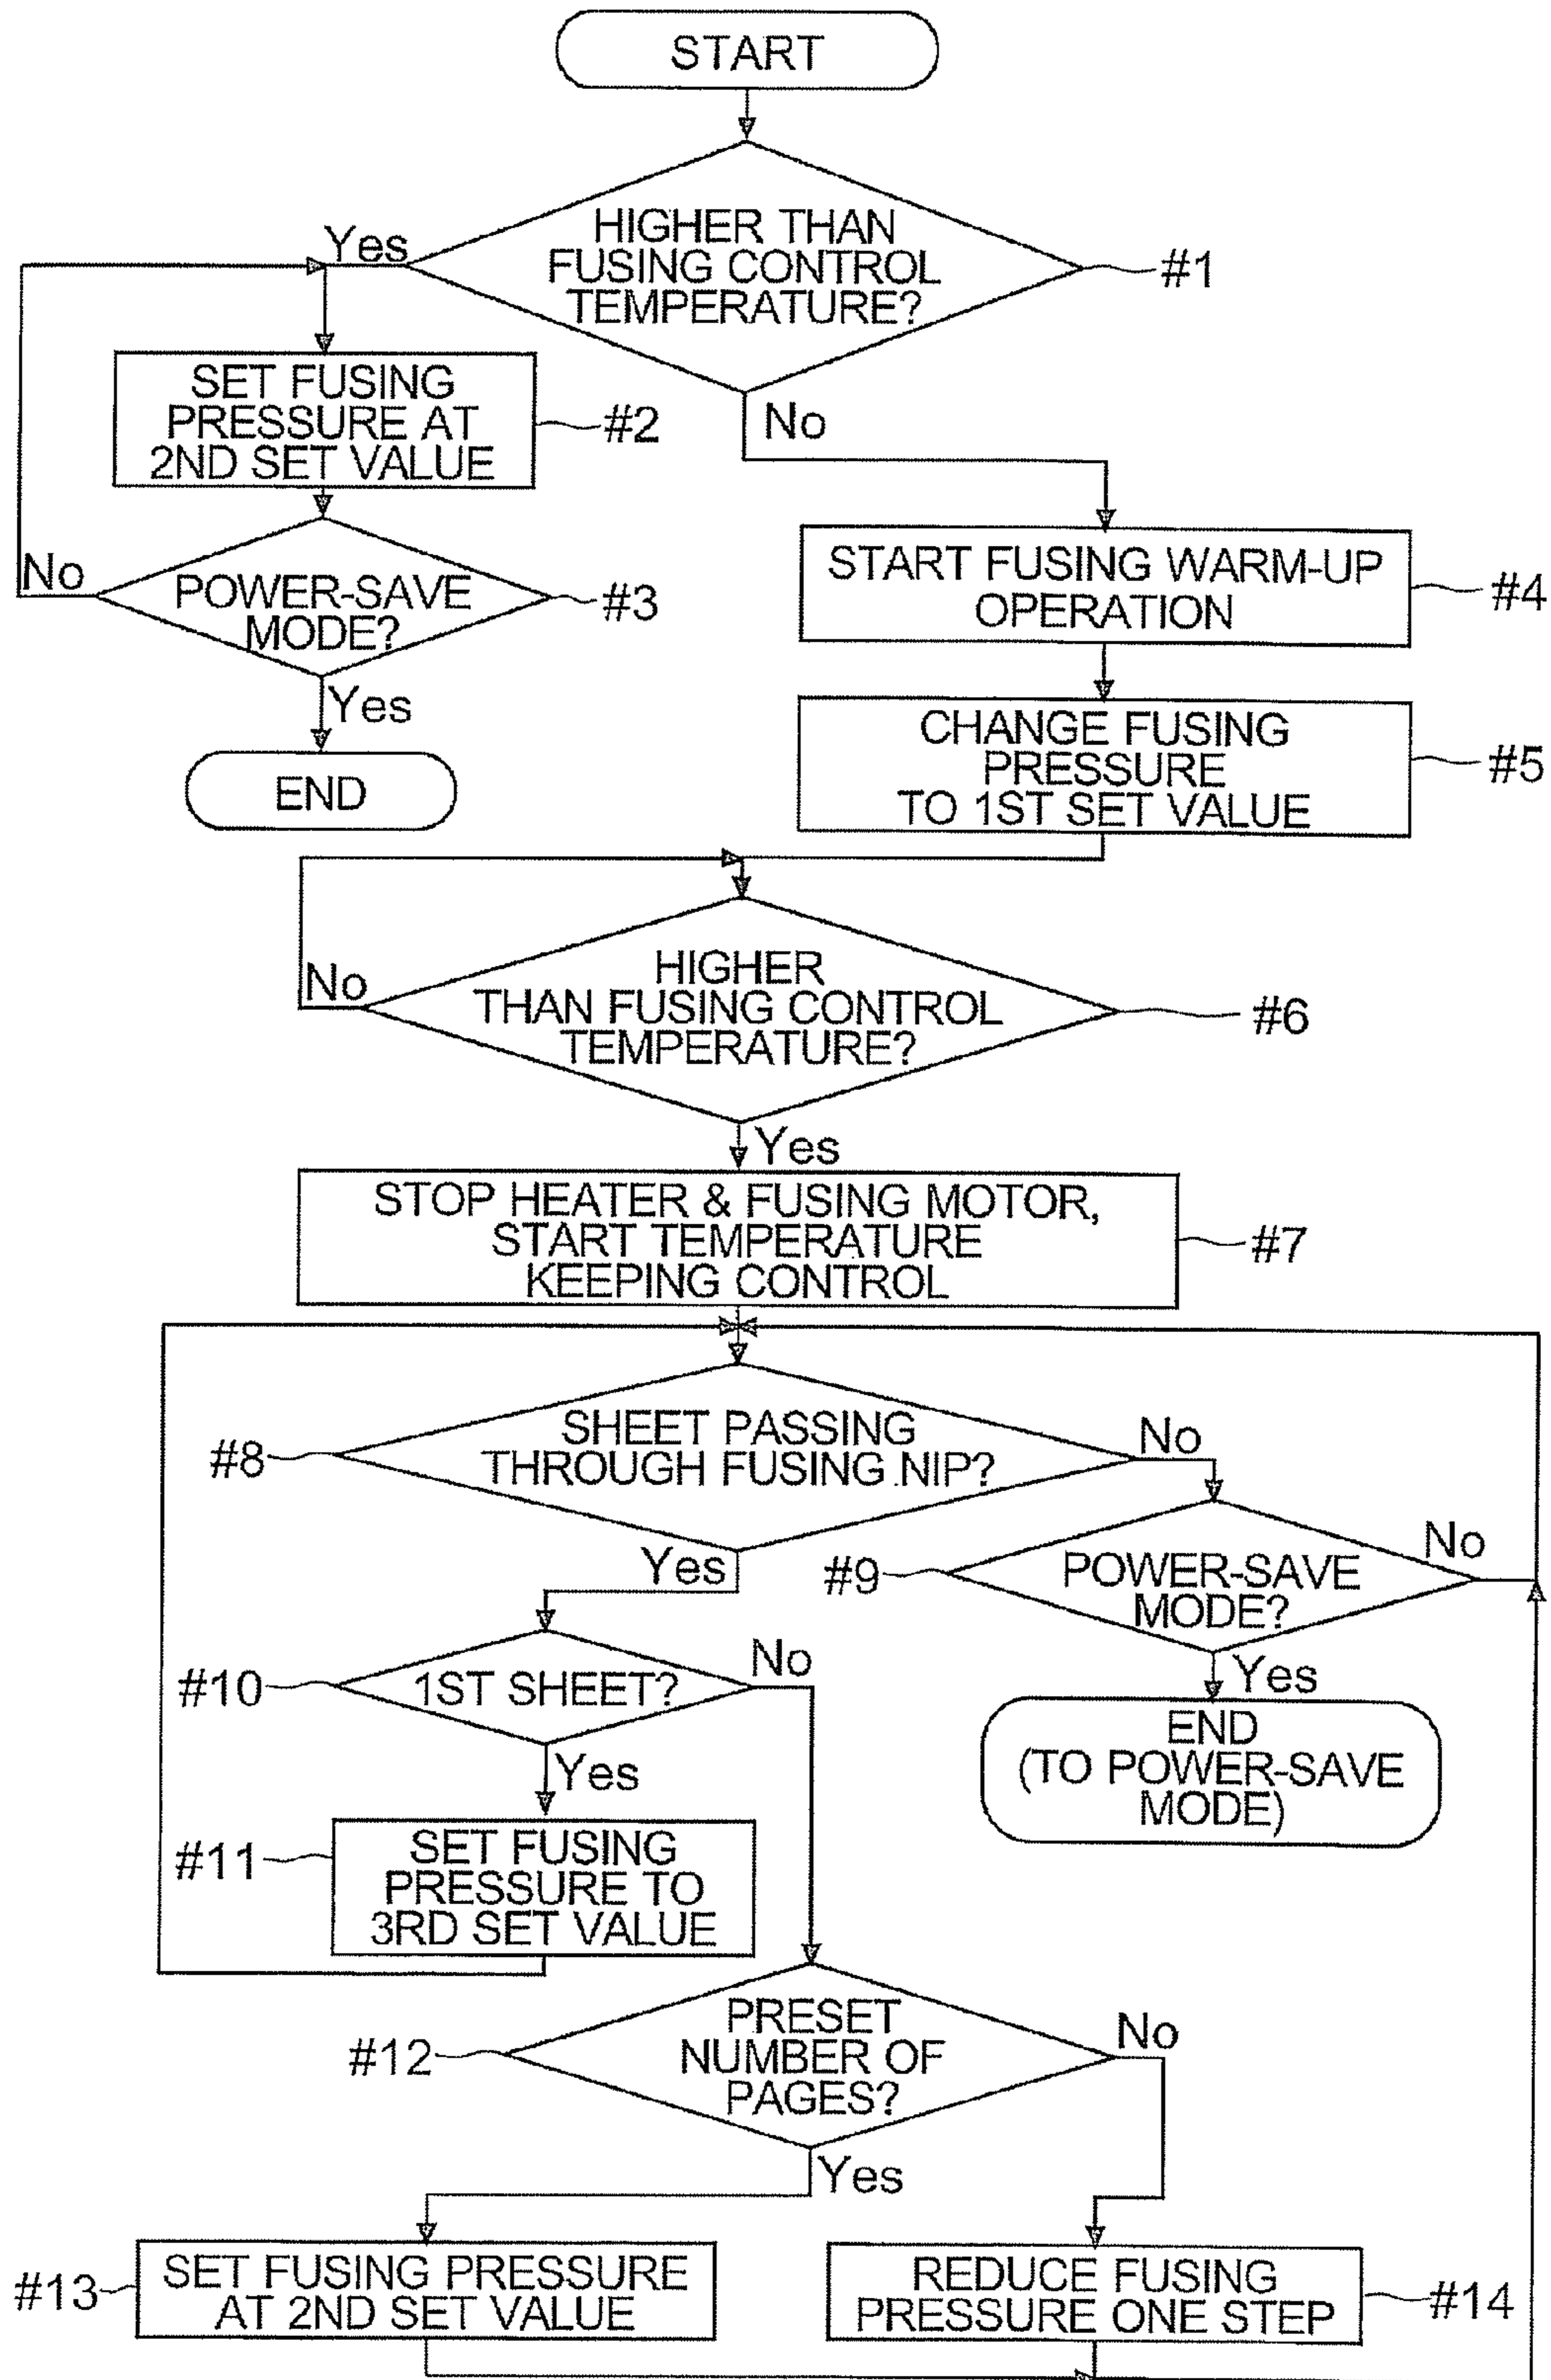 START
HIGHER THAN
FUSING CONTROL
TEMPERATURE?
#1
Yes
No
SET FUSING
PRESSURE AT
2ND SET VALUE
#2
START FUSING WARM-UP
OPERATION
#4
No
POWER-SAVE
MODE?
#3
Yes
END
CHANGE FUSING
PRESSURE
TO 1ST SET VALUE
#5
HIGHER
THAN FUSING CONTROL
TEMPERATURE?
#6
No
Yes
STOP HEATER & FUSING MOTOR,
START TEMPERATURE
KEEPING CONTROL
#7
#8
SHEET PASSING
THROUGH FUSING NIP?
No
Yes
#9
POWER-SAVE
MODE?
No
Yes
END
(TO POWER-SAVE
MODE)
#10
1ST SHEET?
No
Yes
#11
SET FUSING
PRESSURE TO
3RD SET VALUE
#12
PRESET
NUMBER OF
PAGES?
No
Yes
#13
SET FUSING PRESSURE
AT 2ND SET VALUE
REDUCE FUSING
PRESSURE ONE STEP
#14